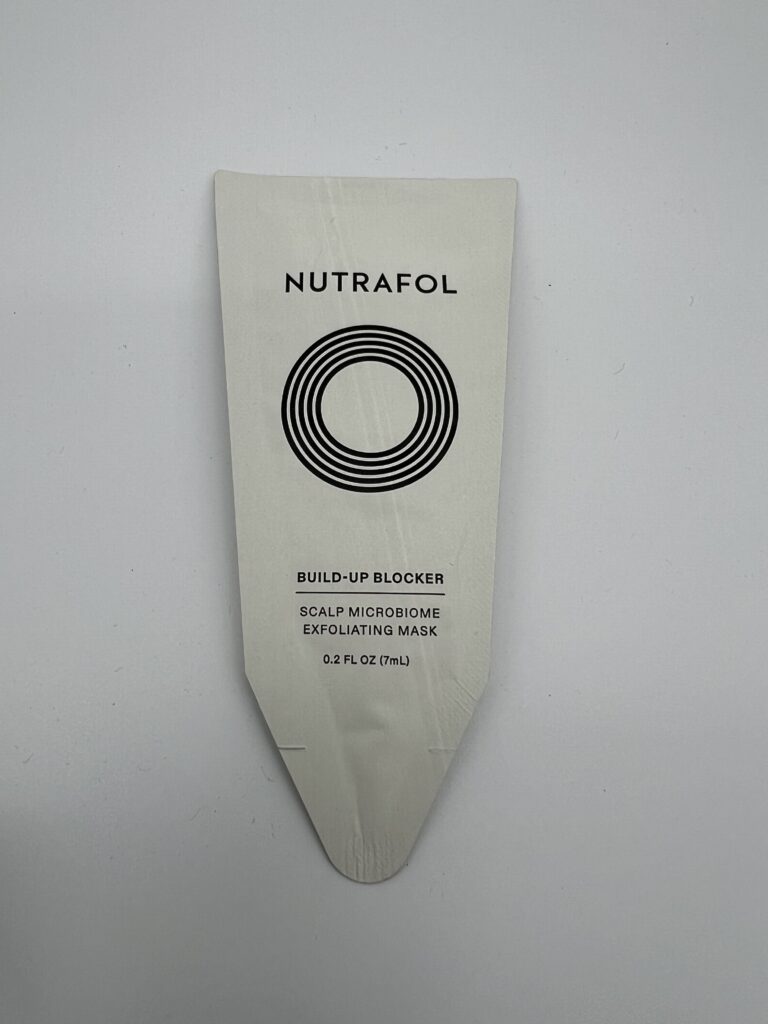 NUTRAFOL
BUILD-UP BLOCKER
SCALP MICROBIOME
EXFOLIATING MASK
0.2 FL OZ (7mL)